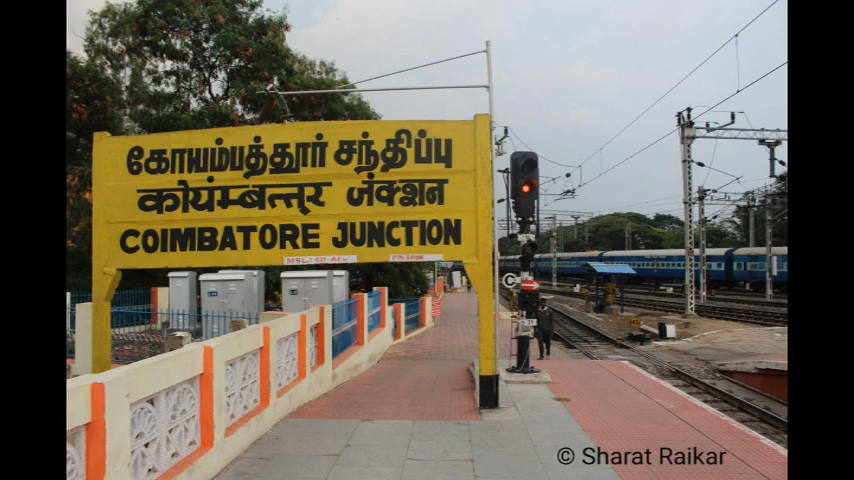 கோயம்பத்தூர் சந்திப்பு
कोयंम्बत्तूर जंक्शन
COIMBATORE JUNCTION
C
© Sharat Raikar